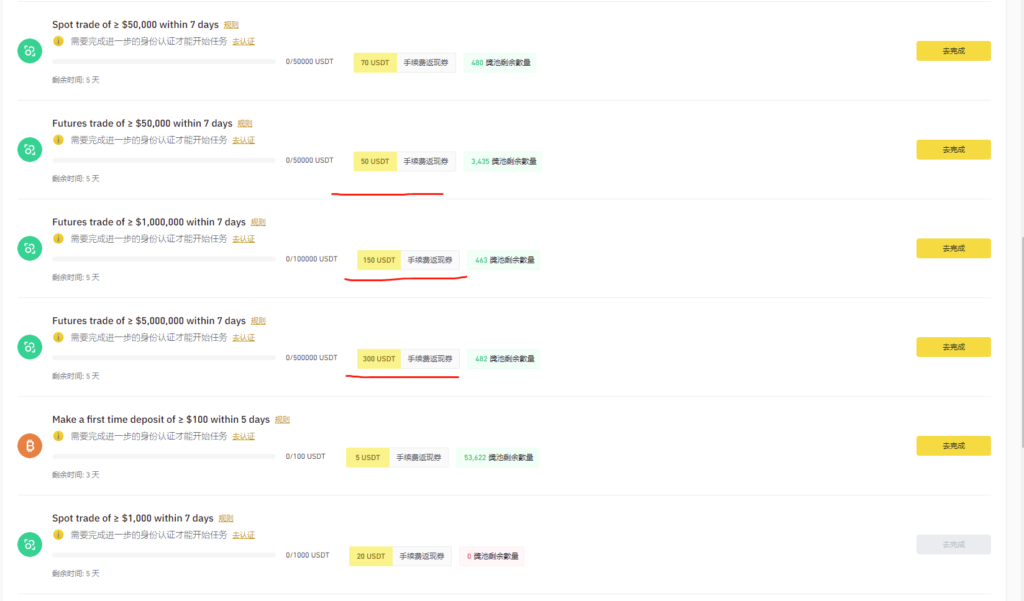 Spot trade of ≥ $50,000 within 7 days 规则
需要完成进一步的身份认证才能开始任务 去认证
0/50000 USDT 70 USDT 手续费返现券 480 獎池剩余數量 去完成
剩余时间: 5 天
Futures trade of ≥ $50,000 within 7 days 规则
需要完成进一步的身份认证才能开始任务 去认证
0/50000 USDT 50 USDT 手续费返现券 3,435 獎池剩余數量 去完成
剩余时间: 5 天
Futures trade of ≥ $1,000,000 within 7 days 规则
需要完成进一步的身份认证才能开始任务 去认证
0/100000 USDT 150 USDT 手续费返现券 463 獎池剩余數量 去完成
剩余时间: 5 天
Futures trade of ≥ $5,000,000 within 7 days 规则
需要完成进一步的身份认证才能开始任务 去认证
0/500000 USDT 300 USDT 手续费返现券 482 獎池剩余數量 去完成
剩余时间: 5 天
Make a first time deposit of ≥ $100 within 5 days 规则
需要完成进一步的身份认证才能开始任务 去认证
0/100 USDT 5 USDT 手续费返现券 53,622 獎池剩余數量 去完成
剩余时间: 3 天
Spot trade of ≥ $1,000 within 7 days 规则
需要完成进一步的身份认证才能开始任务 去认证
0/1000 USDT 20 USDT 手续费返现券 0 獎池剩余數量 去完成
剩余时间: 5 天